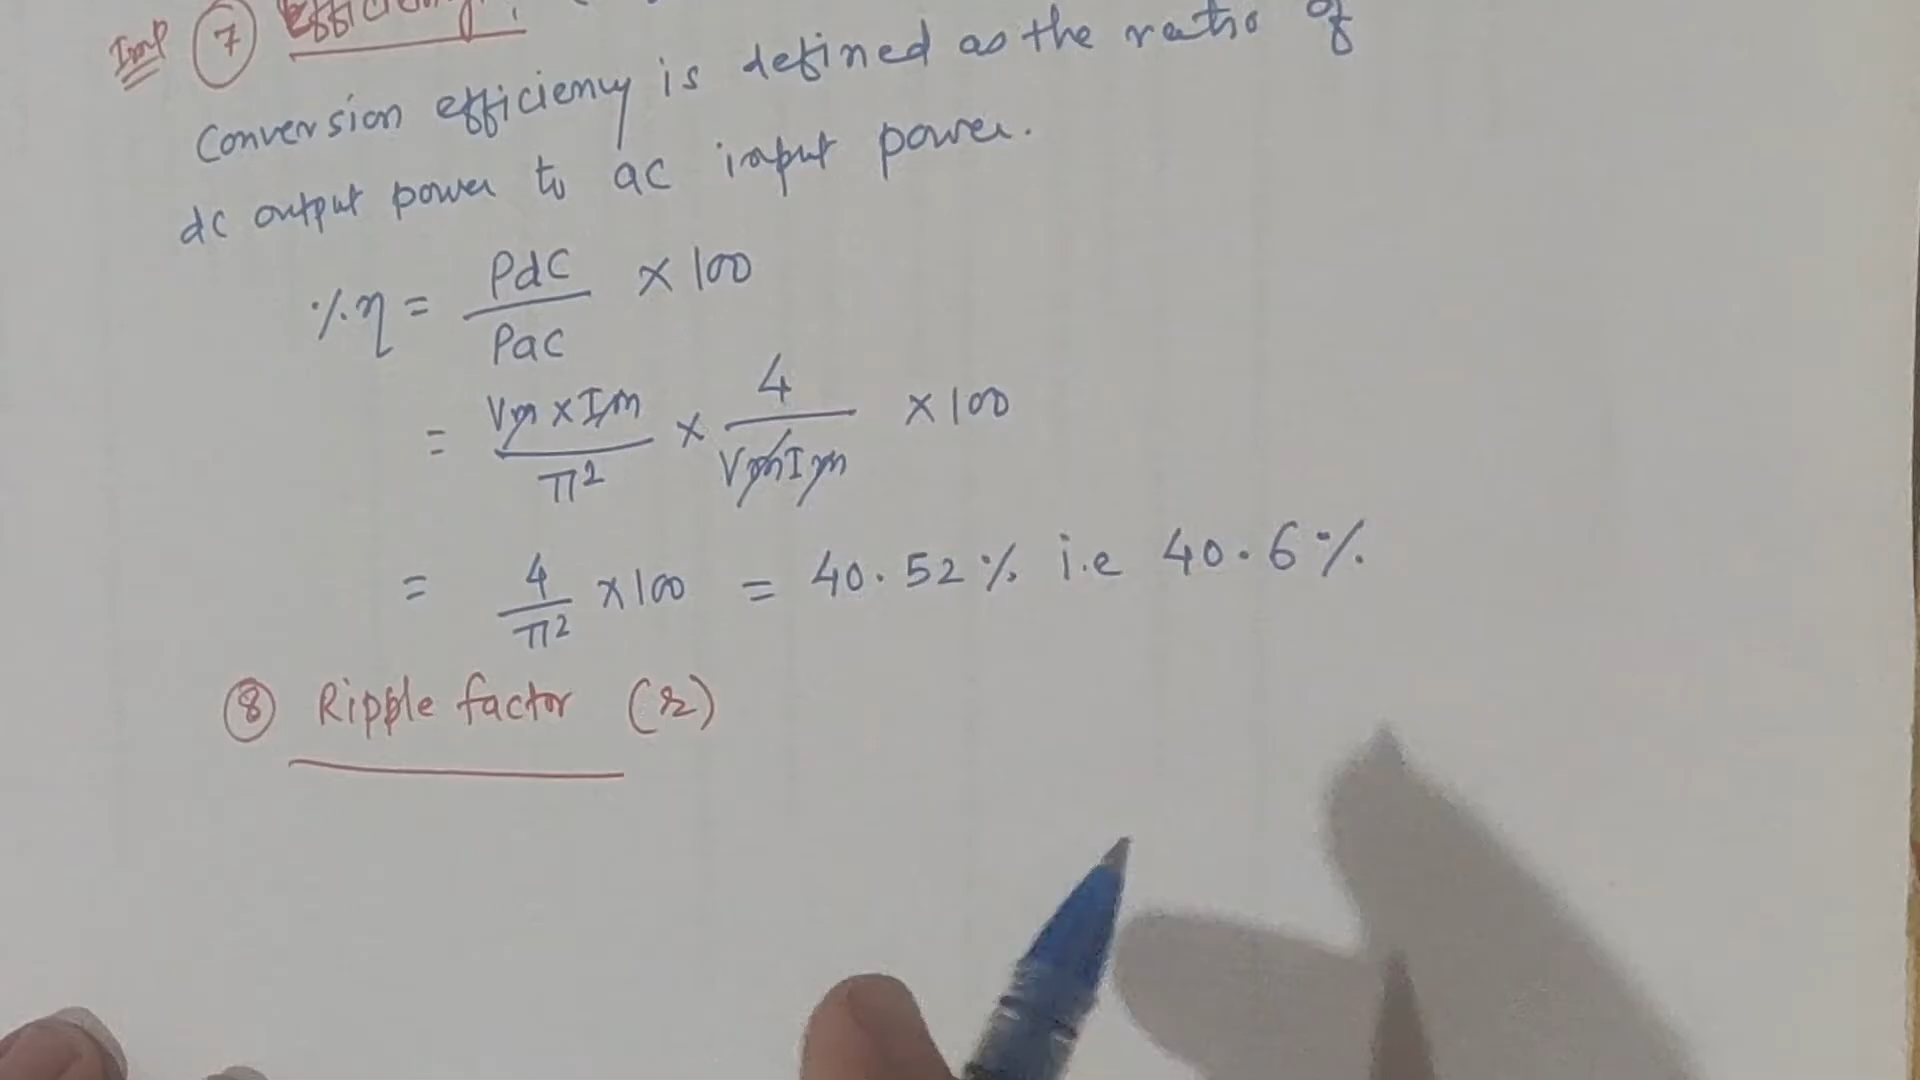 Imp ⑦ Efficiency:
Conversion efficiency is defined as the ratio of
dc output power to ac input power.
%η = Pdc / Pac × 100
= Vm × Im / π² × 4 / VmIm × 100
= 4 / π² × 100 = 40.52% i.e 40.6%
⑧ Ripple factor (r)